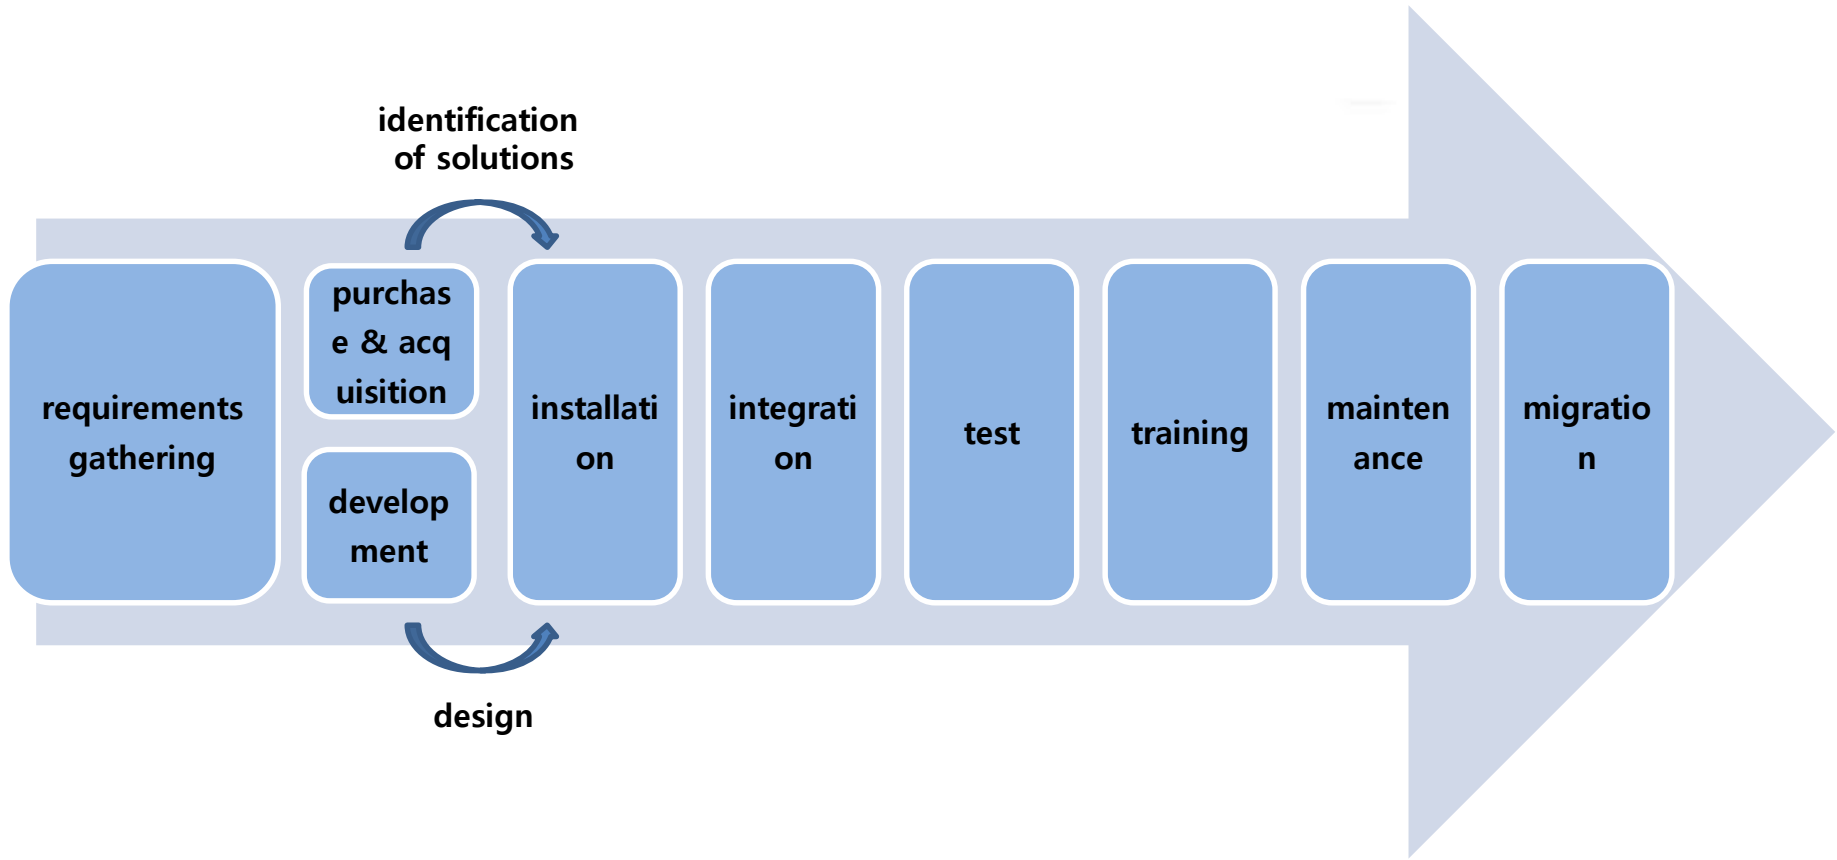 identification
of solutions
requirements
gathering
purchas
e & acq
uisition
develop
ment
installati
on
integrati
on
test
training
mainten
ance
migratio
n
design